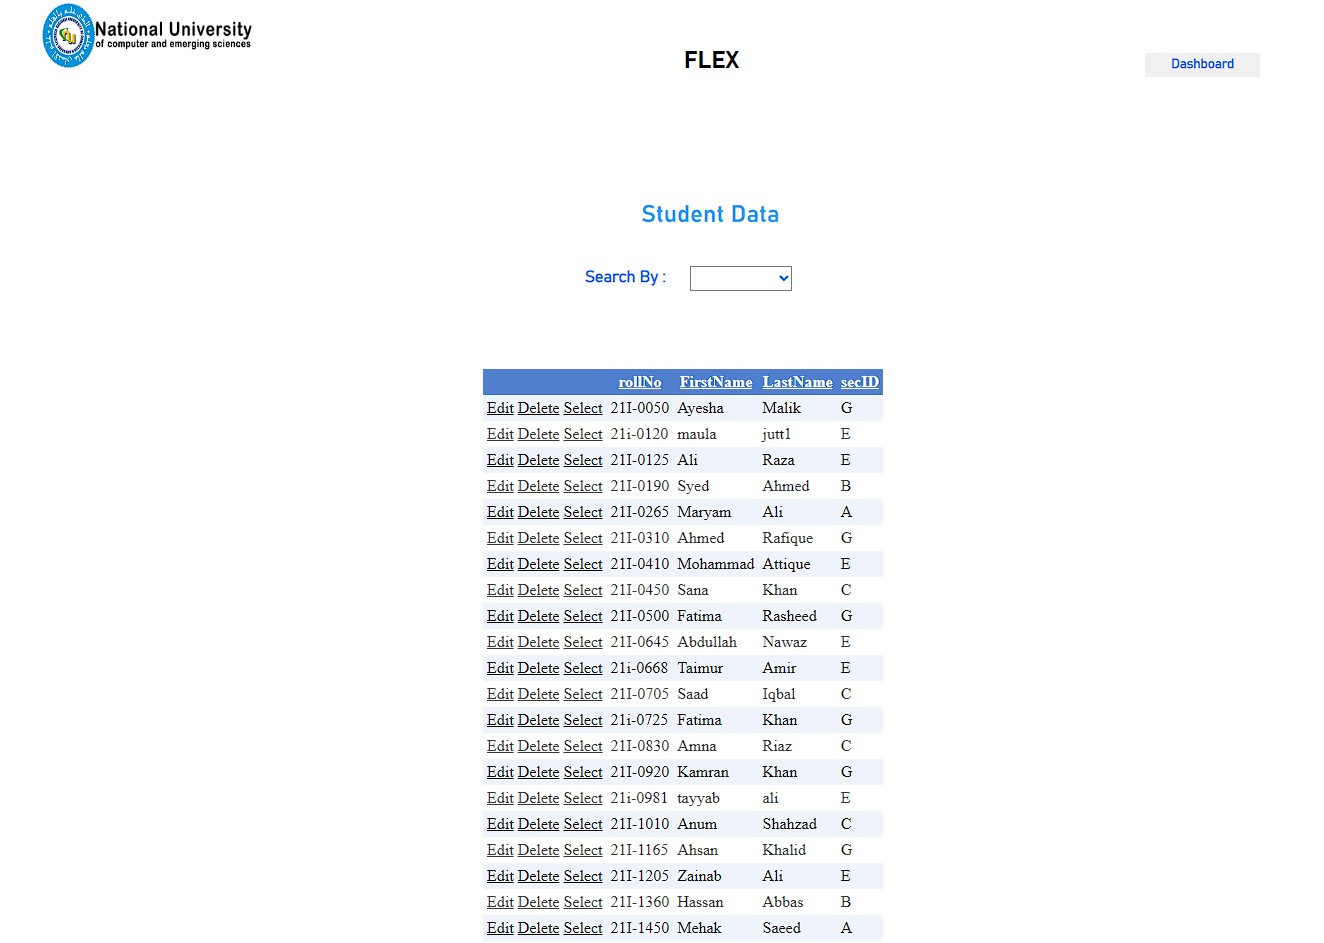 National University
of computer and emerging sciences
FLEX
Dashboard
Student Data
Search By :
rollNo FirstName LastName secID
Edit Delete Select 21I-0050 Ayesha Malik G
Edit Delete Select 21i-0120 maula jutt1 E
Edit Delete Select 21I-0125 Ali Raza E
Edit Delete Select 21I-0190 Syed Ahmed B
Edit Delete Select 21I-0265 Maryam Ali A
Edit Delete Select 21I-0310 Ahmed Rafique G
Edit Delete Select 21I-0410 Mohammad Attique E
Edit Delete Select 21I-0450 Sana Khan C
Edit Delete Select 21I-0500 Fatima Rasheed G
Edit Delete Select 21I-0645 Abdullah Nawaz E
Edit Delete Select 21i-0668 Taimur Amir E
Edit Delete Select 21I-0705 Saad Iqbal C
Edit Delete Select 21i-0725 Fatima Khan G
Edit Delete Select 21I-0830 Amna Riaz C
Edit Delete Select 21I-0920 Kamran Khan G
Edit Delete Select 21i-0981 tayyab ali E
Edit Delete Select 21I-1010 Anum Shahzad C
Edit Delete Select 21I-1165 Ahsan Khalid G
Edit Delete Select 21I-1205 Zainab Ali E
Edit Delete Select 21I-1360 Hassan Abbas B
Edit Delete Select 21I-1450 Mehak Saeed A